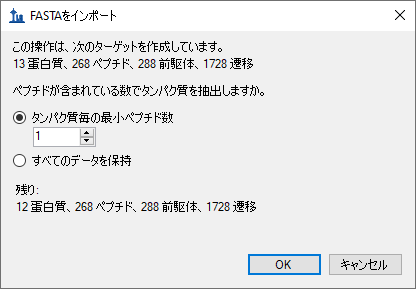 FASTAをインポート
この操作は、次のターゲットを作成しています。
13 蛋白質、268 ペプチド、288 前駆体、1728 遷移
ペプチドが含まれている数でタンパク質を抽出しますか。
タンパク質毎の最小ペプチド数
1
すべてのデータを保持
残り:
12 蛋白質、268 ペプチド、288 前駆体、1728 遷移
OK キャンセル